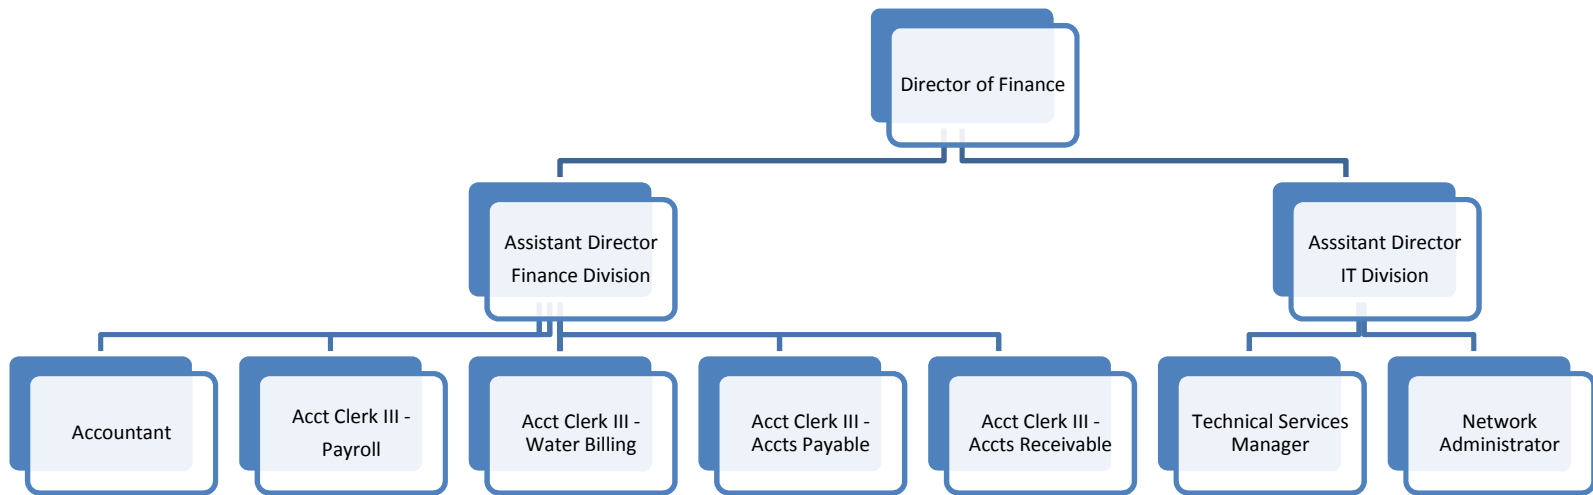 Director of Finance
Assistant Director
Finance Division
Asssitant Director
IT Division
Accountant
Acct Clerk III -
Payroll
Acct Clerk III -
Water Billing
Acct Clerk III -
Accts Payable
Acct Clerk III -
Accts Receivable
Technical Services
Manager
Network
Administrator